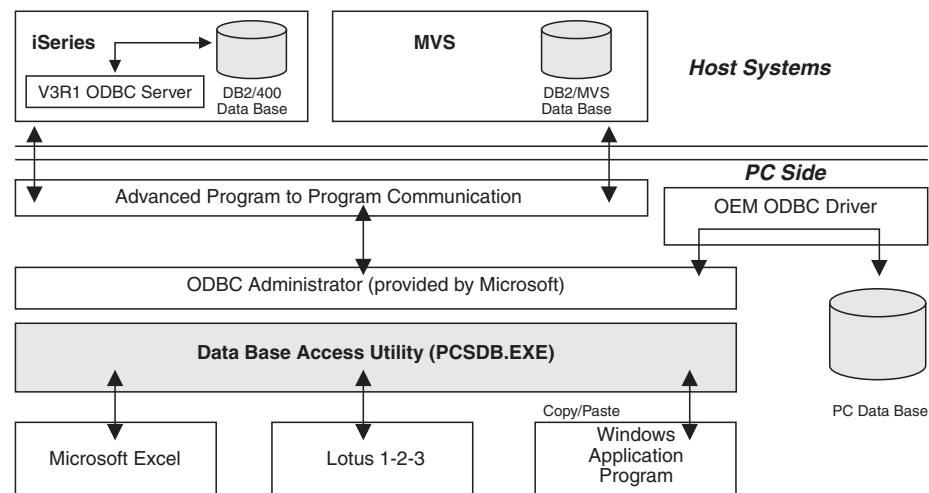 iSeries
V3R1 ODBC Server
DB2/400
Data Base
MVS
DB2/MVS
Data Base
Host Systems
PC Side
Advanced Program to Program Communication
OEM ODBC Driver
ODBC Administrator (provided by Microsoft)
Data Base Access Utility (PCSDB.EXE)
PC Data Base
Microsoft Excel
Lotus 1-2-3
Copy/Paste
Windows
Application
Program